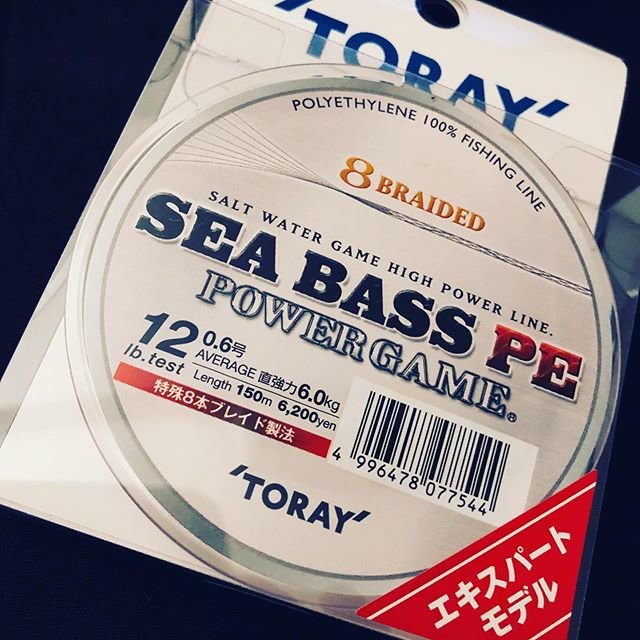 'TORAY'
POLYETHYLENE 100% FISHING LINE
8 BRAIDED
SALT WATER GAME HIGH POWER LINE.
SEA BASS PE
POWER GAME®
12 lb.test
0.6号
AVERAGE 直強力 6.0kg
Length 150m 6,200yen
特殊8本ブレイド製法
4 996478 077544
'TORAY'
エキスパート
モデル